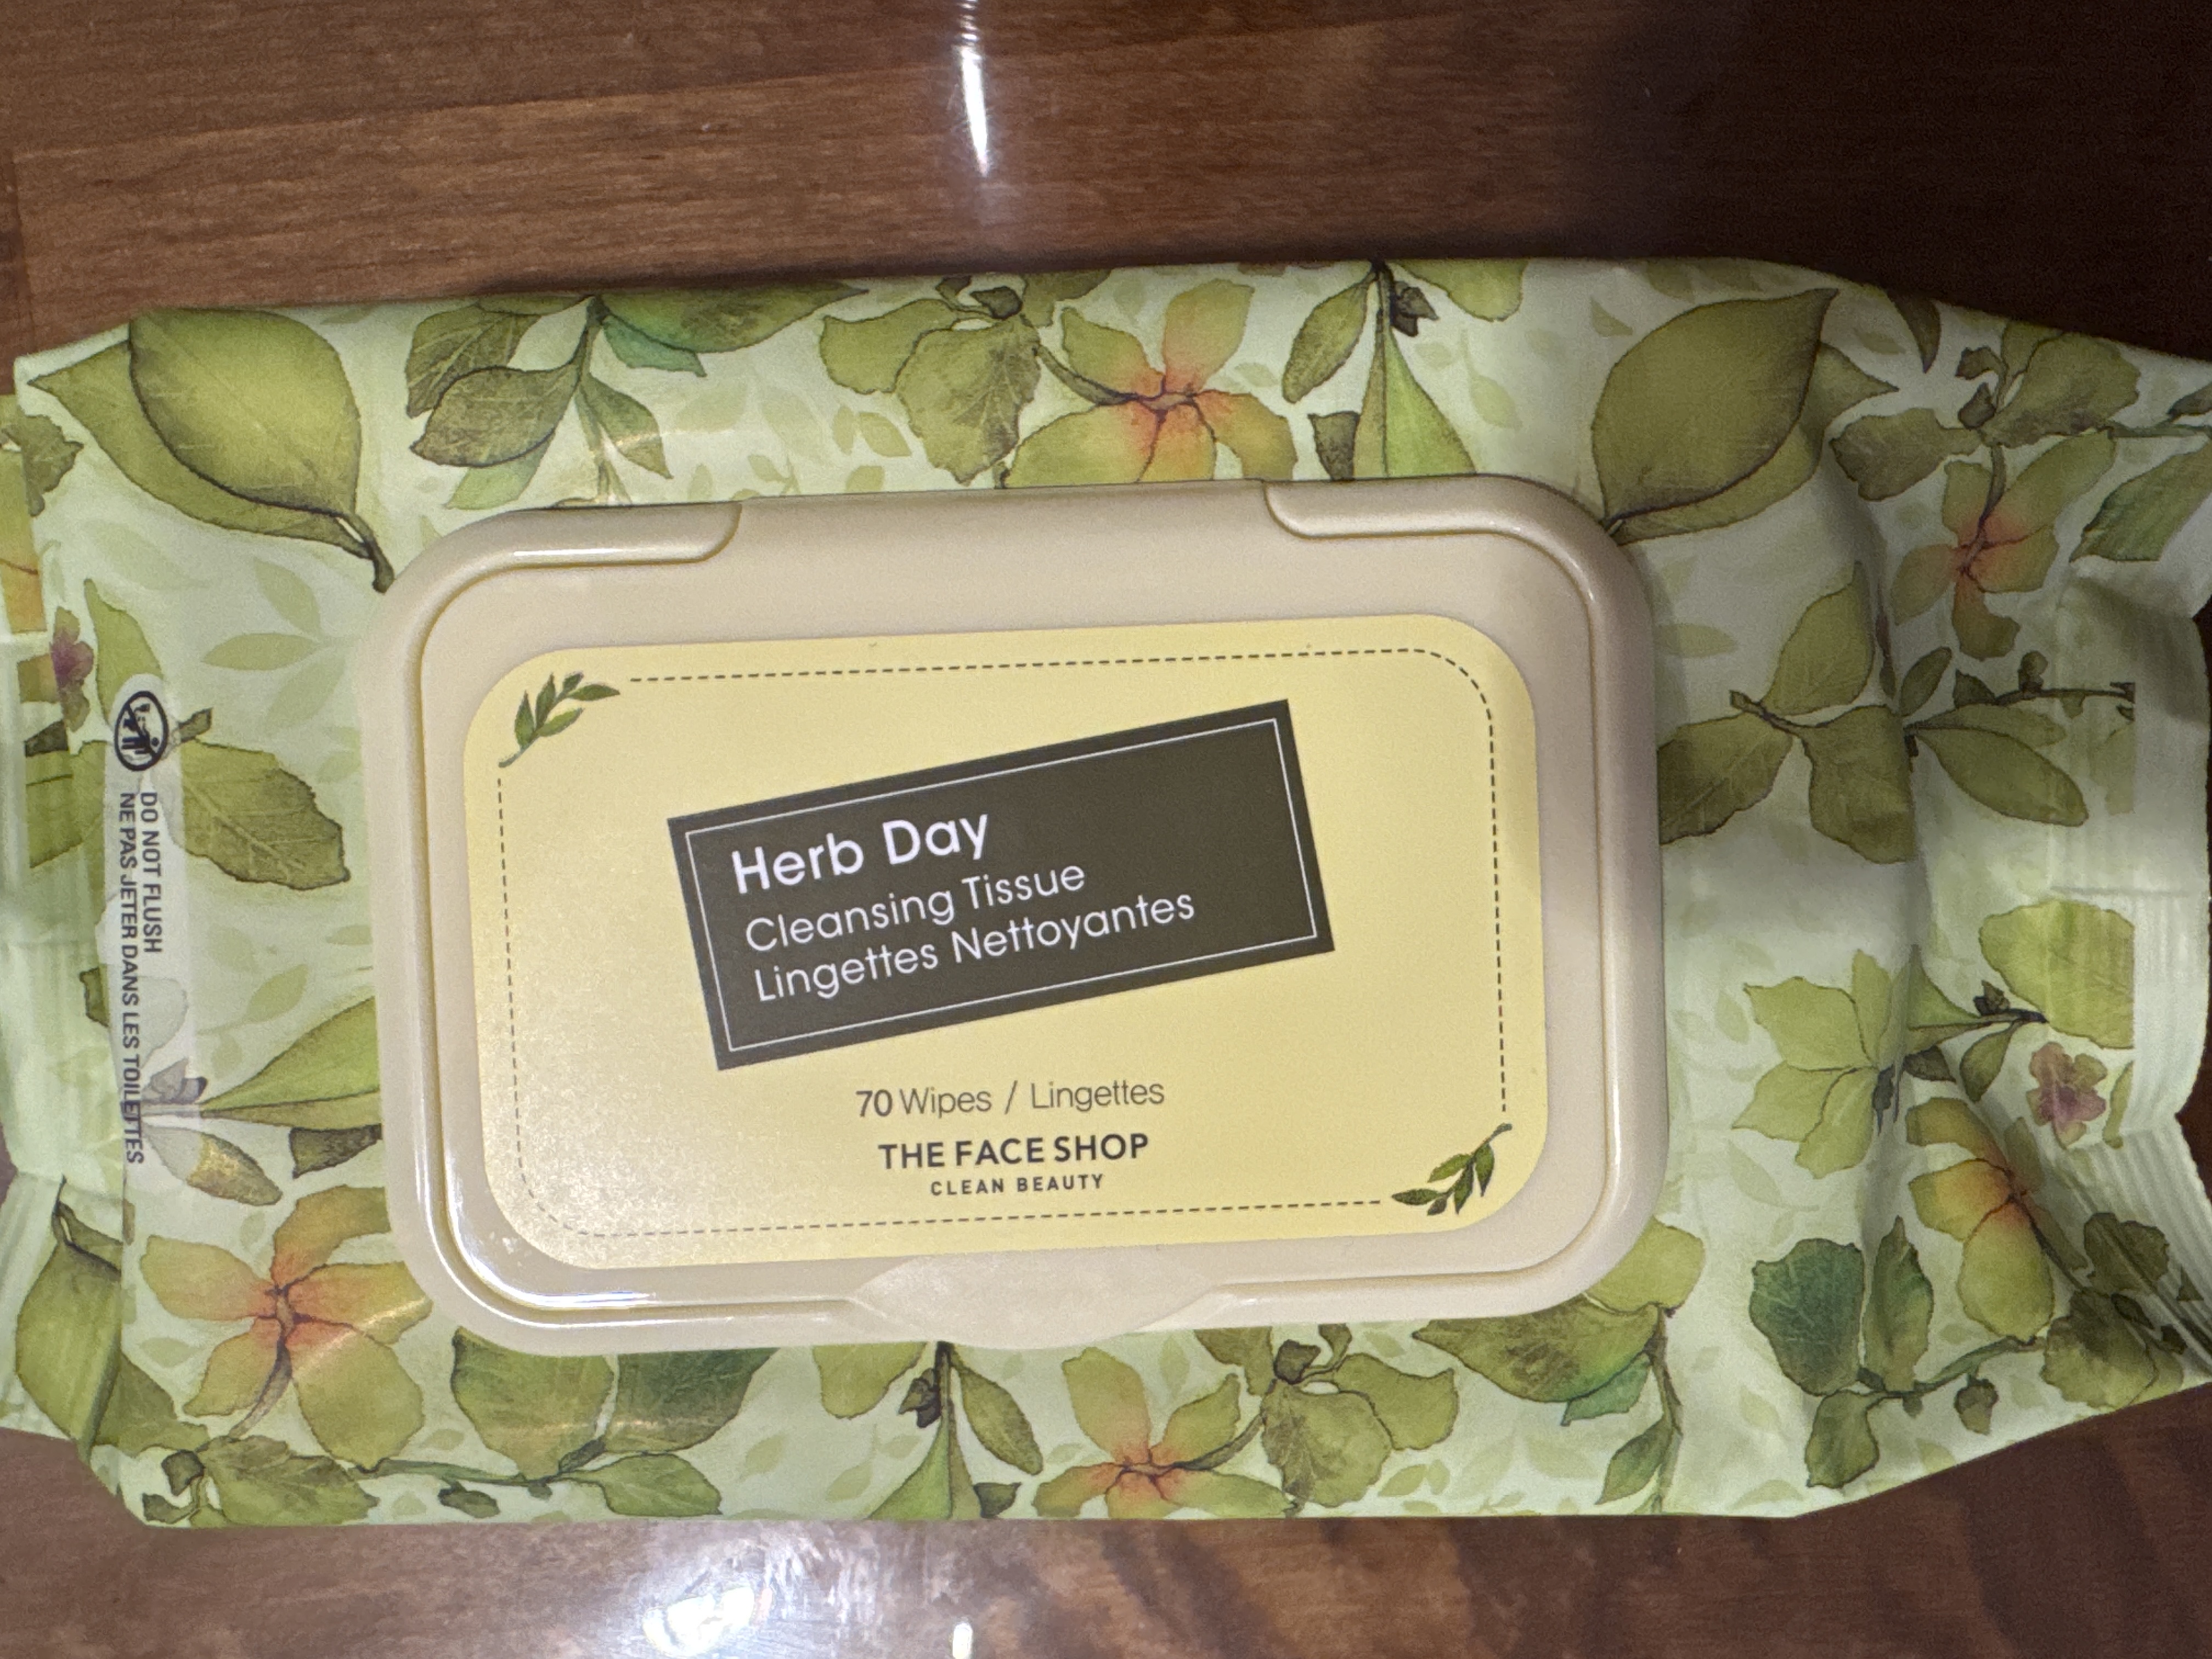 Herb Day
Cleansing Tissue
Lingettes Nettoyantes
70 Wipes / Lingettes
THE FACE SHOP
CLEAN BEAUTY
DO NOT FLUSH
NE PAS JETER DANS LES TOILETTES